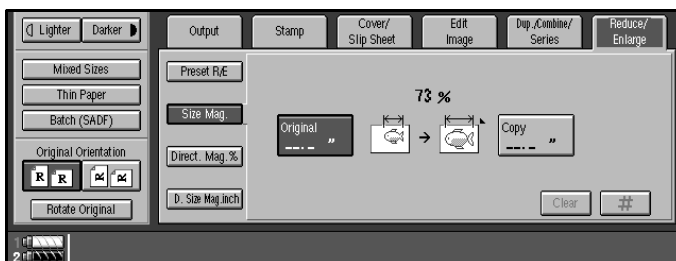 Lighter
Darker
Output
Stamp
Cover/
Slip Sheet
Edit
Image
Dup./Combine/
Series
Reduce/
Enlarge
Mixed Sizes
Thin Paper
Batch (SADF)
Original Orientation
R R
R R
Rotate Original
Preset R/E
Size Mag.
Direct. Mag.%
D. Size Mag.inch
73 %
Original
--.- "
Copy
--.- "
Clear
#
1
2